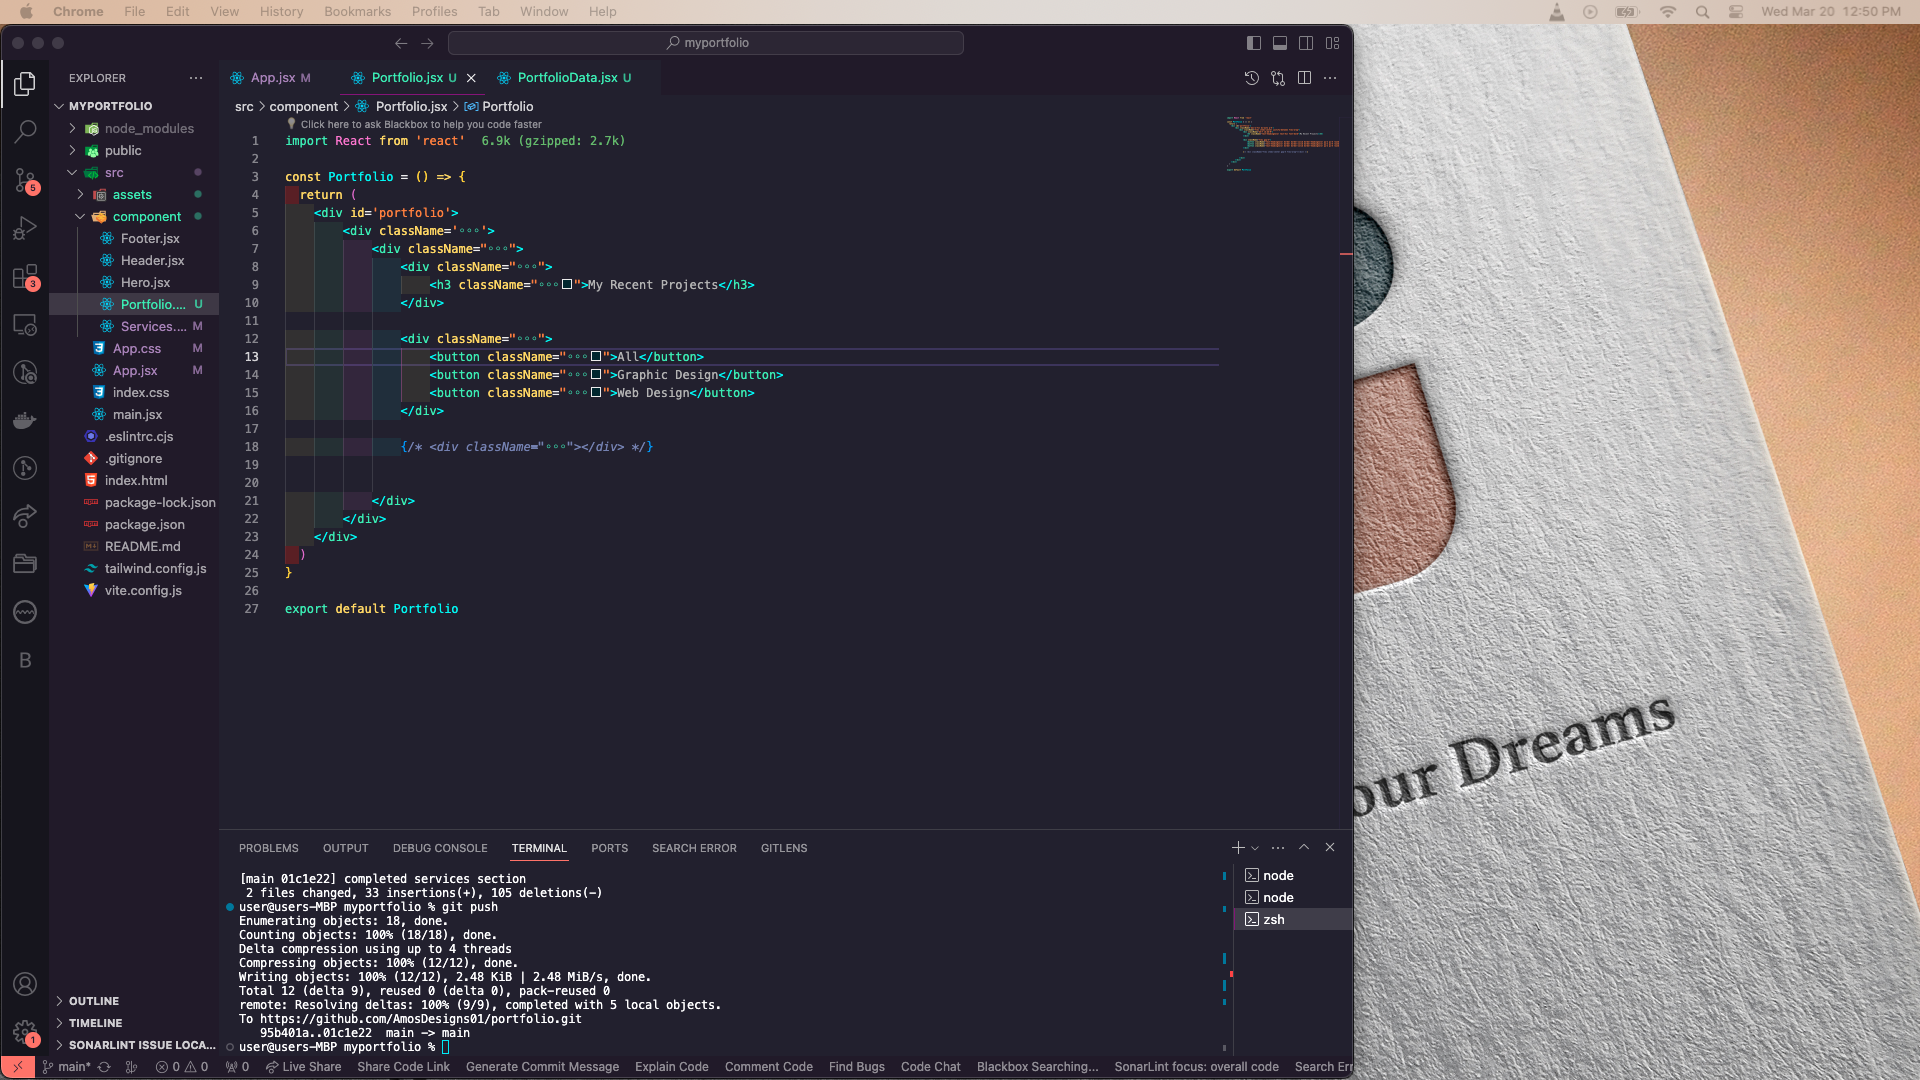 Chrome File Edit View History Bookmarks Profiles Tab Window Help Wed Mar 20 12:50 PM
myportfolio
EXPLORER
App.jsx M Portfolio.jsx U PortfolioData.jsx U
MYPORTFOLIO
src > component > Portfolio.jsx > Portfolio
node_modules
public
src
assets
component
Footer.jsx
Header.jsx
Hero.jsx
Portfolio.... U
Services.... M
App.css M
App.jsx M
index.css
main.jsx
.eslintrc.cjs
.gitignore
index.html
package-lock.json
package.json
README.md
tailwind.config.js
vite.config.js
5
3
B
1
OUTLINE
TIMELINE
SONARLINT ISSUE LOCA...
Click here to ask Blackbox to help you code faster
1 import React from 'react' 6.9k (gzipped: 2.7k)
2
3 const Portfolio = () => {
4 return (
5 <div id='portfolio'>
6 <div className='∘∘∘'>
7 <div className="∘∘∘">
8 <div className="∘∘∘">
9 <h3 className="∘∘∘">My Recent Projects</h3>
10 </div>
11
12 <div className="∘∘∘">
13 <button className="∘∘∘">All</button>
14 <button className="∘∘∘">Graphic Design</button>
15 <button className="∘∘∘">Web Design</button>
16 </div>
17
18 {/* <div className="∘∘∘"></div> */}
19
20
21 </div>
22 </div>
23 </div>
24 )
25 }
26
27 export default Portfolio
PROBLEMS OUTPUT DEBUG CONSOLE TERMINAL PORTS SEARCH ERROR GITLENS
[main 01c1e22] completed services section
2 files changed, 33 insertions(+), 105 deletions(-)
user@users-MBP myportfolio % git push
Enumerating objects: 18, done.
Counting objects: 100% (18/18), done.
Delta compression using up to 4 threads
Compressing objects: 100% (12/12), done.
Writing objects: 100% (12/12), 2.48 KiB | 2.48 MiB/s, done.
Total 12 (delta 9), reused 0 (delta 0), pack-reused 0
remote: Resolving deltas: 100% (9/9), completed with 5 local objects.
To https://github.com/AmosDesigns01/portfolio.git
95b401a..01c1e22 main -> main
user@users-MBP myportfolio %
node
node
zsh
main* 0 0 0 Live Share Share Code Link Generate Commit Message Explain Code Comment Code Find Bugs Code Chat Blackbox Searching... SonarLint focus: overall code Search Err
our Dreams